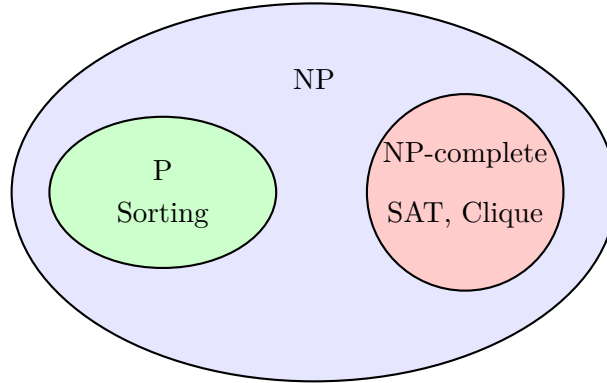 NP
P
Sorting
NP-complete
SAT, Clique